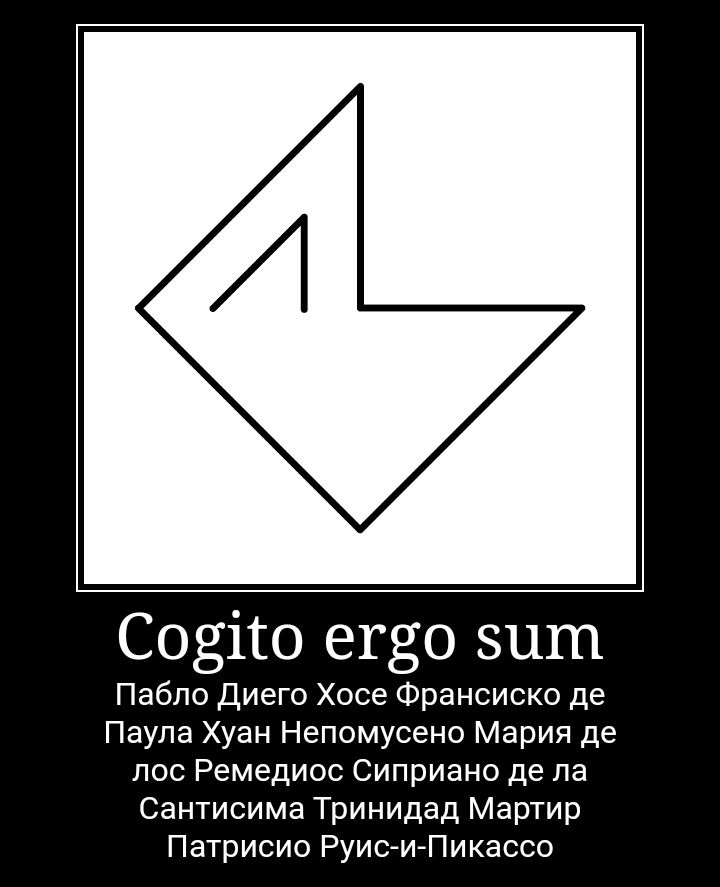 Cogito ergo sum
Пабло Диего Хосе Франсиско де
Паула Хуан Непомусено Мария де
лос Ремедиос Сиприано де ла
Сантисима Тринидад Мартир
Патрисио Руис-и-Пикассо